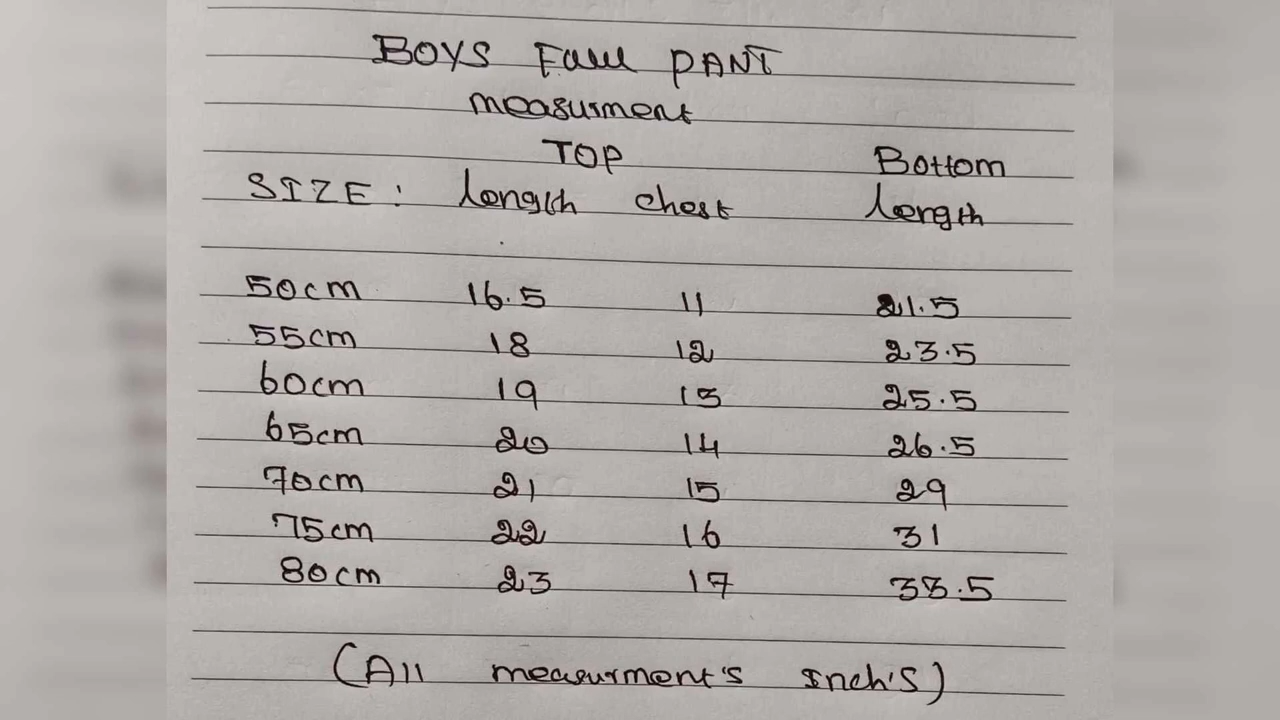 BOYS Full PANT
measurment
TOP Bottom
SIZE: length chest length
50cm 16.5 11 21.5
55cm 18 12 23.5
60cm 19 13 25.5
65cm 20 14 26.5
70cm 21 15 29
75cm 22 16 31
80cm 23 17 33.5
(All measurment's Inch's)